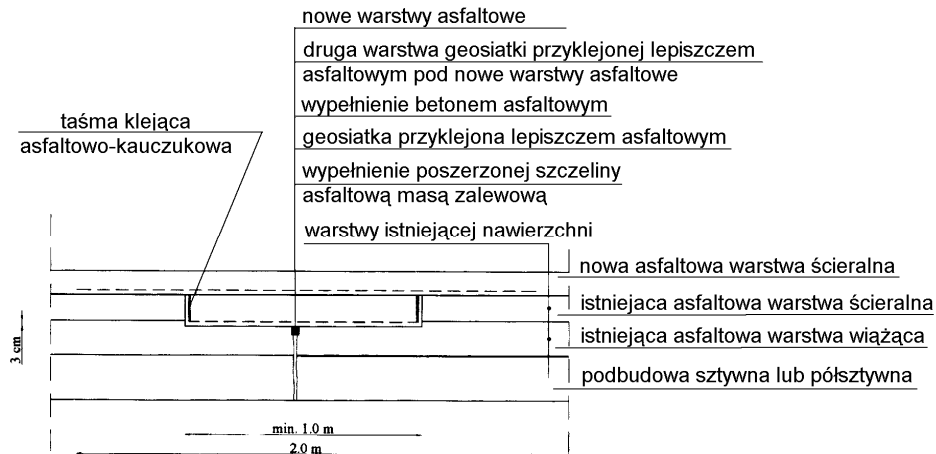 nowe warstwy asfaltowe
druga warstwa geosiatki przyklejonej lepiszczem
asfaltowym pod nowe warstwy asfaltowe
wypełnienie betonem asfaltowym
taśma klejąca
asfaltowo-kauczukowa
geosiatka przyklejona lepiszczem asfaltowym
wypełnienie poszerzonej szczeliny
asfaltową masą zalewową
warstwy istniejącej nawierzchni
nowa asfaltowa warstwa ścieralna
istniejaca asfaltowa warstwa ścieralna
istniejąca asfaltowa warstwa wiążąca
podbudowa sztywna lub półsztywna
3 cm
min. 1.0 m
2.0 m